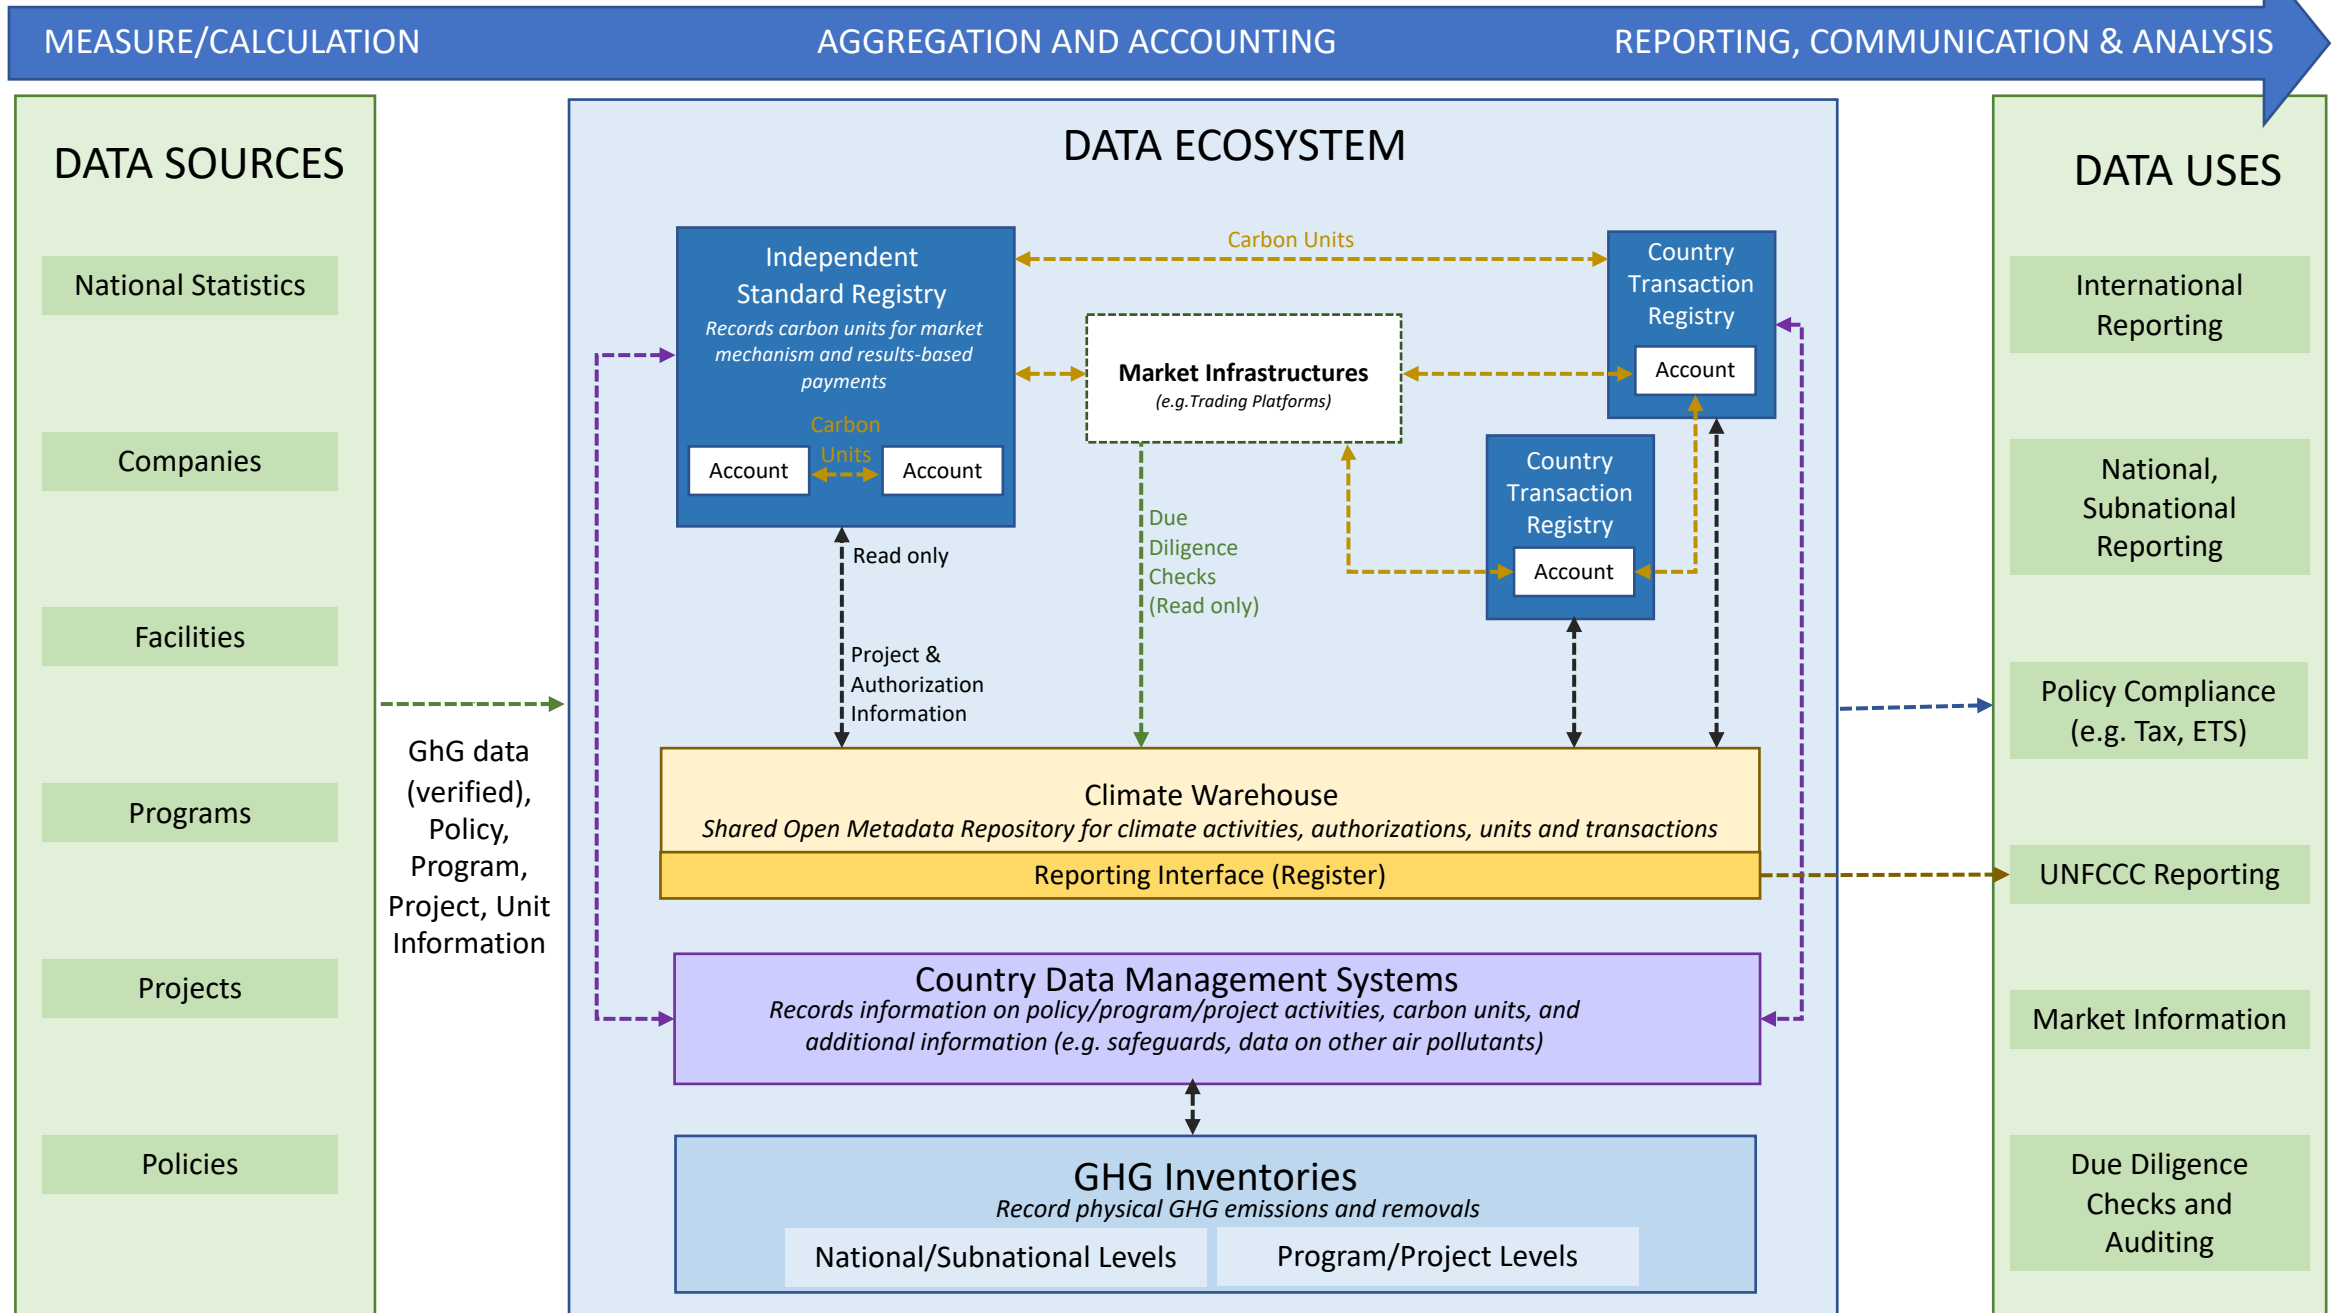 MEASURE/CALCULATION
AGGREGATION AND ACCOUNTING
REPORTING, COMMUNICATION & ANALYSIS
DATA SOURCES
National Statistics
Companies
Facilities
Programs
Projects
Policies
GhG data
(verified),
Policy,
Program,
Project, Unit
Information
DATA ECOSYSTEM
Independent
Standard Registry
Records carbon units for market
mechanism and results-based
payments
Carbon
Units
Account
Account
Carbon Units
Market Infrastructures
(e.g.Trading Platforms)
Country
Transaction
Registry
Account
Country
Transaction
Registry
Account
Read only
Project &
Authorization
Information
Due
Diligence
Checks
(Read only)
Climate Warehouse
Shared Open Metadata Repository for climate activities, authorizations, units and transactions
Reporting Interface (Register)
Country Data Management Systems
Records information on policy/program/project activities, carbon units, and
additional information (e.g. safeguards, data on other air pollutants)
GHG Inventories
Record physical GHG emissions and removals
National/Subnational Levels
Program/Project Levels
DATA USES
International
Reporting
National,
Subnational
Reporting
Policy Compliance
(e.g. Tax, ETS)
UNFCCC Reporting
Market Information
Due Diligence
Checks and
Auditing